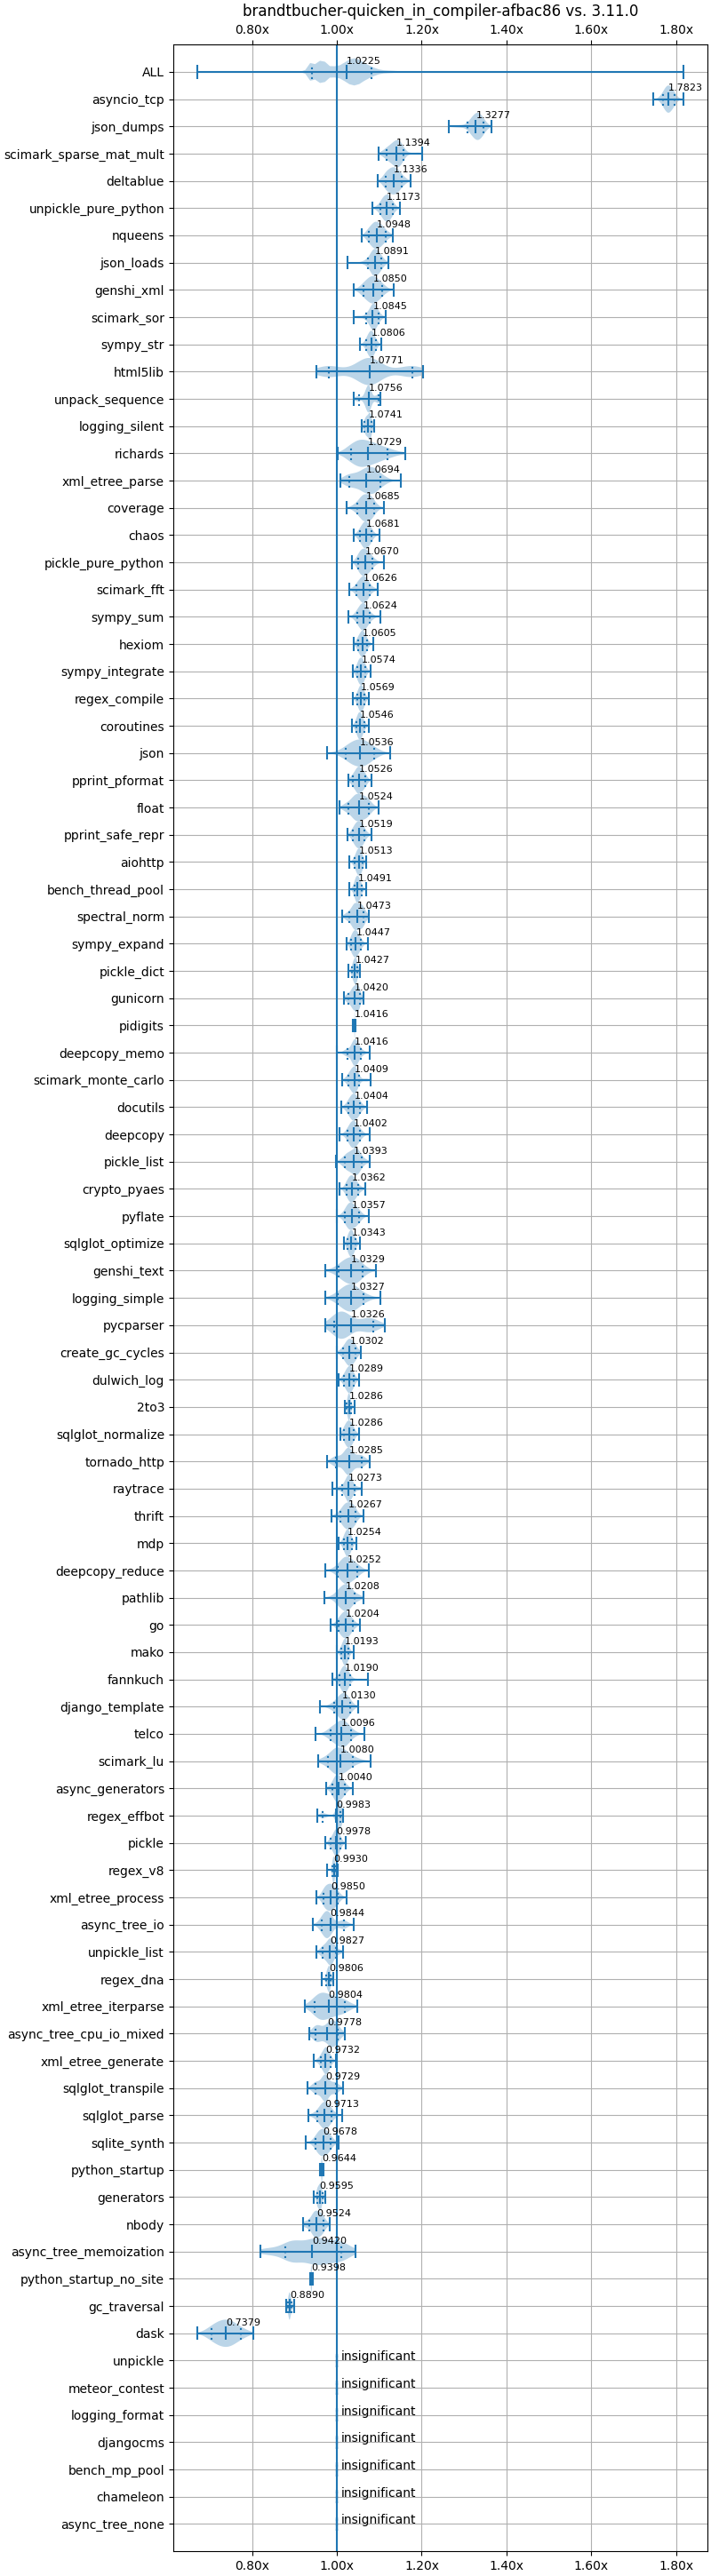 brandtbucher-quicken_in_compiler-afbac86 vs. 3.11.0
0.80x 1.00x 1.20x 1.40x 1.60x 1.80x
ALL 1.0225
asyncio_tcp 1.7823
json_dumps 1.3277
scimark_sparse_mat_mult 1.1394
deltablue 1.1336
unpickle_pure_python 1.1173
nqueens 1.0948
json_loads 1.0891
genshi_xml 1.0850
scimark_sor 1.0845
sympy_str 1.0806
html5lib 1.0771
unpack_sequence 1.0756
logging_silent 1.0741
richards 1.0729
xml_etree_parse 1.0694
coverage 1.0685
chaos 1.0681
pickle_pure_python 1.0670
scimark_fft 1.0626
sympy_sum 1.0624
hexiom 1.0605
sympy_integrate 1.0574
regex_compile 1.0569
coroutines 1.0546
json 1.0536
pprint_pformat 1.0526
float 1.0524
pprint_safe_repr 1.0519
aiohttp 1.0513
bench_thread_pool 1.0491
spectral_norm 1.0473
sympy_expand 1.0447
pickle_dict 1.0427
gunicorn 1.0420
pidigits 1.0416
deepcopy_memo 1.0416
scimark_monte_carlo 1.0409
docutils 1.0404
deepcopy 1.0402
pickle_list 1.0393
crypto_pyaes 1.0362
pyflate 1.0357
sqlglot_optimize 1.0343
genshi_text 1.0329
logging_simple 1.0327
pycparser 1.0326
create_gc_cycles 1.0302
dulwich_log 1.0289
2to3 1.0286
sqlglot_normalize 1.0286
tornado_http 1.0285
raytrace 1.0273
thrift 1.0267
mdp 1.0254
deepcopy_reduce 1.0252
pathlib 1.0208
go 1.0204
mako 1.0193
fannkuch 1.0190
django_template 1.0130
telco 1.0096
scimark_lu 1.0080
async_generators 1.0040
regex_effbot 0.9983
pickle 0.9978
regex_v8 0.9930
xml_etree_process 0.9850
async_tree_io 0.9844
unpickle_list 0.9827
regex_dna 0.9806
xml_etree_iterparse 0.9804
async_tree_cpu_io_mixed 0.9778
xml_etree_generate 0.9732
sqlglot_transpile 0.9729
sqlglot_parse 0.9713
sqlite_synth 0.9678
python_startup 0.9644
generators 0.9595
nbody 0.9524
async_tree_memoization 0.9420
python_startup_no_site 0.9398
gc_traversal 0.8890
dask 0.7379
unpickle insignificant
meteor_contest insignificant
logging_format insignificant
djangocms insignificant
bench_mp_pool insignificant
chameleon insignificant
async_tree_none insignificant
0.80x 1.00x 1.20x 1.40x 1.60x 1.80x